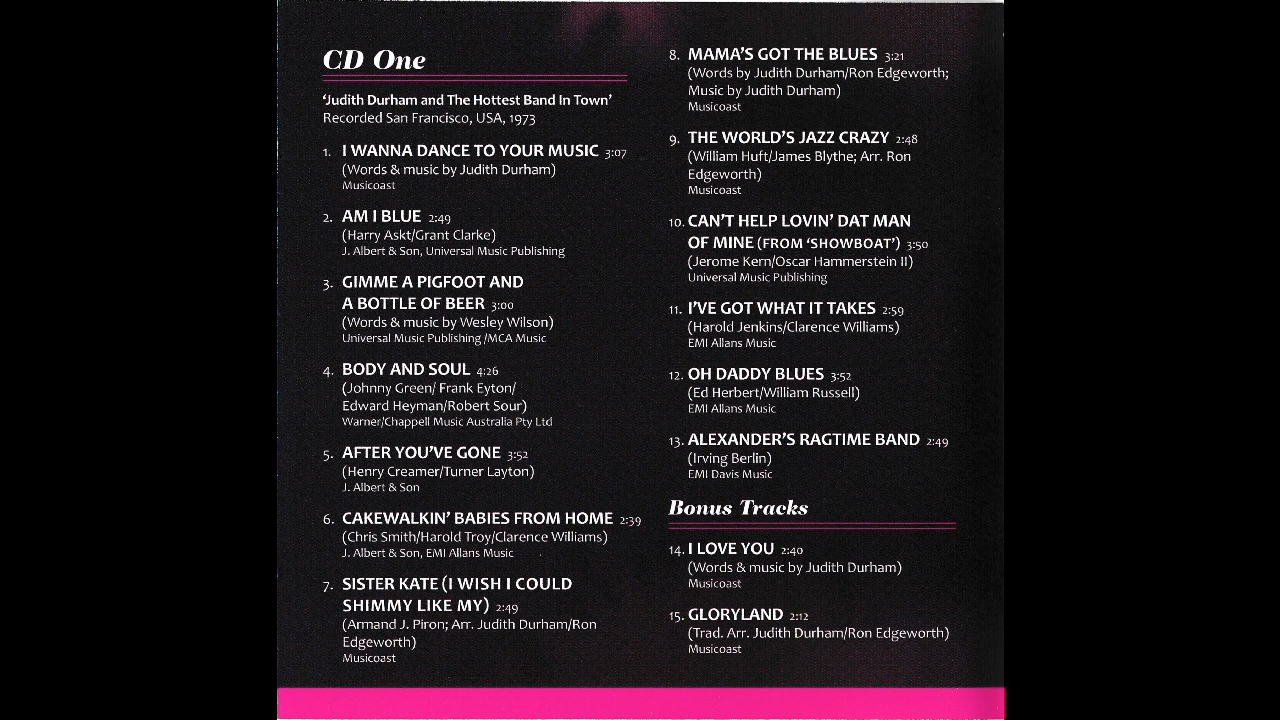 CD One
‘Judith Durham and The Hottest Band In Town’
Recorded San Francisco, USA, 1973
1. I WANNA DANCE TO YOUR MUSIC 3:07
(Words & music by Judith Durham)
Musicoast
2. AM I BLUE 2:49
(Harry Askt/Grant Clarke)
J. Albert & Son, Universal Music Publishing
3. GIMME A PIGFOOT AND
A BOTTLE OF BEER 3:00
(Words & music by Wesley Wilson)
Universal Music Publishing /MCA Music
4. BODY AND SOUL 4:26
(Johnny Green/ Frank Eyton/
Edward Heyman/Robert Sour)
Warner/Chappell Music Australia Pty Ltd
5. AFTER YOU’VE GONE 3:52
(Henry Creamer/Turner Layton)
J. Albert & Son
6. CAKEWALKIN’ BABIES FROM HOME 2:39
(Chris Smith/Harold Troy/Clarence Williams)
J. Albert & Son, EMI Allans Music
7. SISTER KATE (I WISH I COULD
SHIMMY LIKE MY) 2:49
(Armand J. Piron; Arr. Judith Durham/Ron
Edgeworth)
Musicoast
8. MAMA’S GOT THE BLUES 3:21
(Words by Judith Durham/Ron Edgeworth;
Music by Judith Durham)
Musicoast
9. THE WORLD’S JAZZ CRAZY 2:48
(William Huft/James Blythe; Arr. Ron
Edgeworth)
Musicoast
10. CAN’T HELP LOVIN’ DAT MAN
OF MINE (FROM ‘SHOWBOAT’) 3:50
(Jerome Kern/Oscar Hammerstein II)
Universal Music Publishing
11. I’VE GOT WHAT IT TAKES 2:59
(Harold Jenkins/Clarence Williams)
EMI Allans Music
12. OH DADDY BLUES 3:52
(Ed Herbert/William Russell)
EMI Allans Music
13. ALEXANDER’S RAGTIME BAND 2:49
(Irving Berlin)
EMI Davis Music
Bonus Tracks
14. I LOVE YOU 2:40
(Words & music by Judith Durham)
Musicoast
15. GLORYLAND 2:12
(Trad. Arr. Judith Durham/Ron Edgeworth)
Musicoast